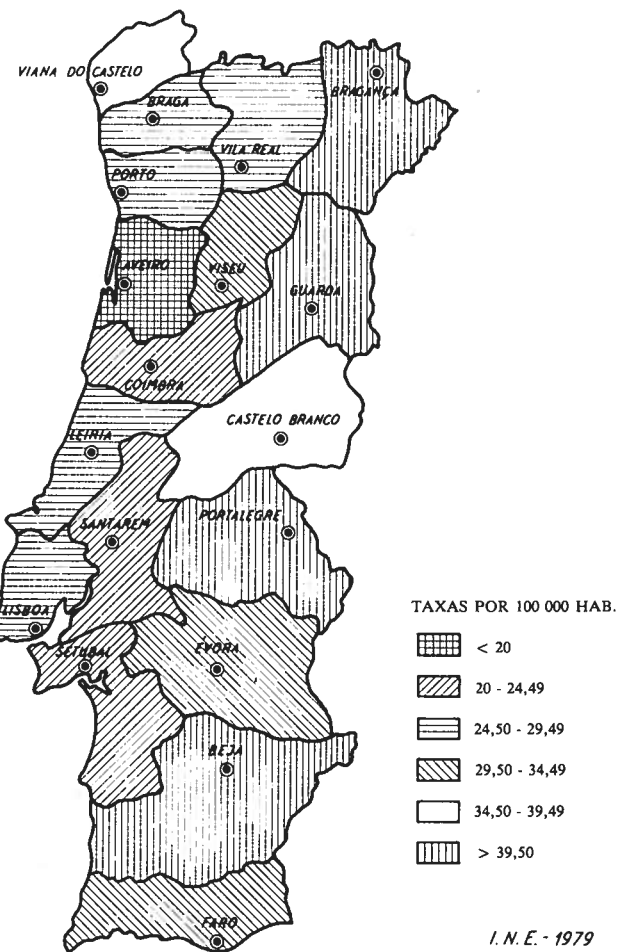 VIANA DO CASTELO
BRAGANÇA
BRAGA
VILA REAL
PORTO
AVEIRO
VISEU
GUARDA
COIMBRA
CASTELO BRANCO
LEIRIA
PORTALEGRE
SANTARÉM
LISBOA
SETUBAL
ÉVORA
BEJA
FARO
TAXAS POR 100 000 HAB.
< 20
20 - 24,49
24,50 - 29,49
29,50 - 34,49
34,50 - 39,49
> 39,50
I. N. E. - 1979